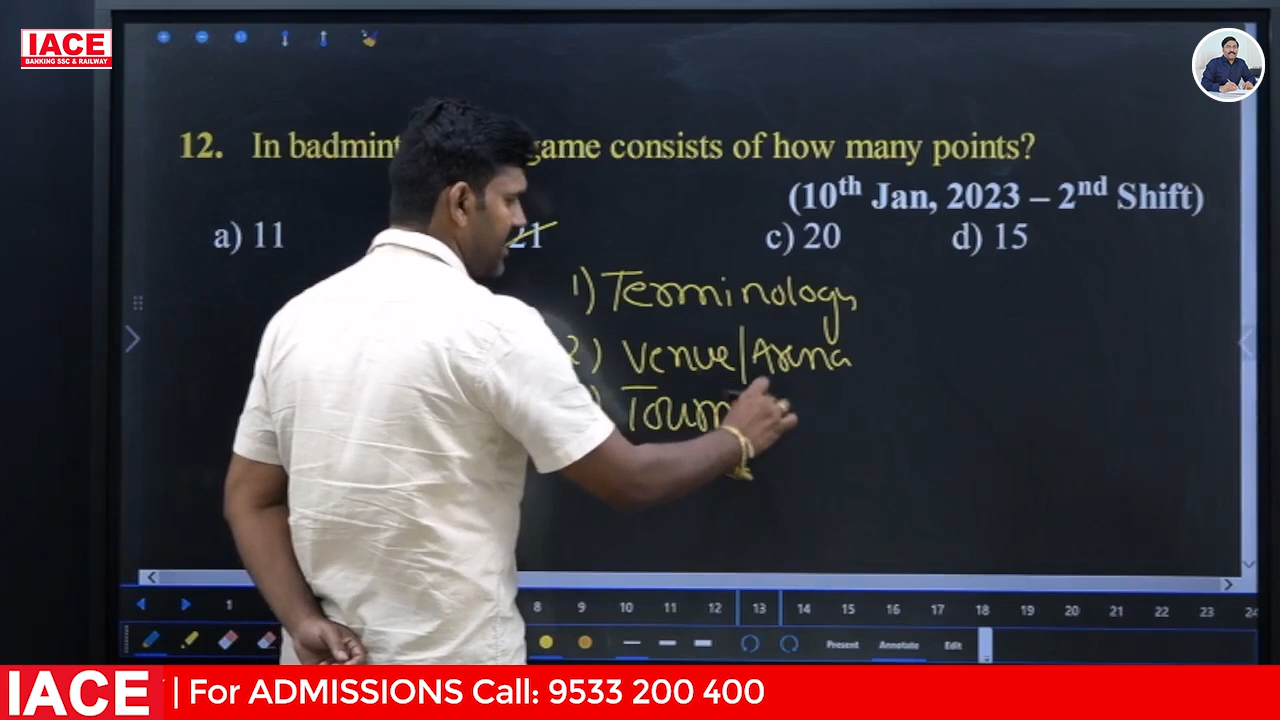 IACE
BANKING SSC & RAILWAY
12. In badmint game consists of how many points?
(10th Jan, 2023 – 2nd Shift)
a) 11 21 c) 20 d) 15
1) Terminology
2) Venue/Arena
) Tourn
1 8 9 10 11 12 13 14 15 16 17 18 19 20 21 22 23 24
Present Annotate Edit
IACE | For ADMISSIONS Call: 9533 200 400